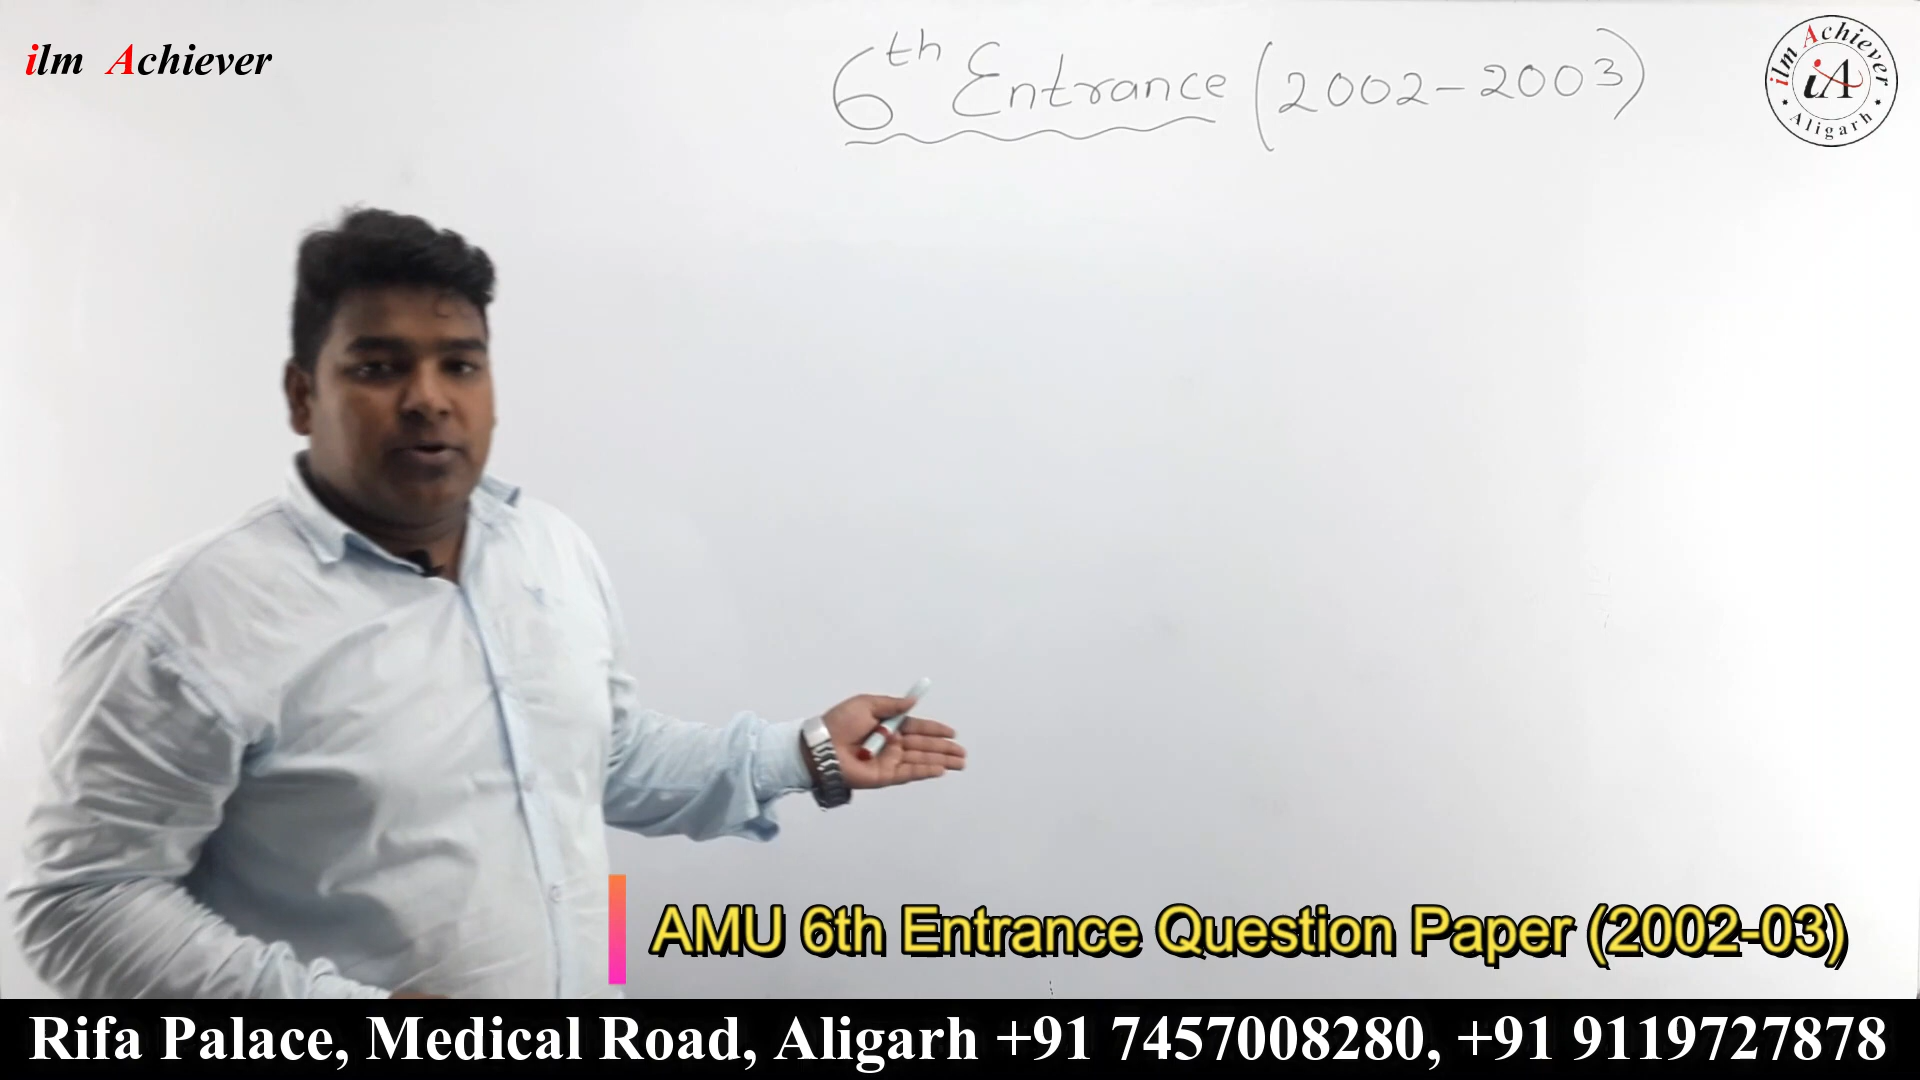 ilm Achiever
6th Entrance (2002-2003)
ilm Achiever
iA
Aligarh
AMU 6th Entrance Question Paper (2002-03)
Rifa Palace, Medical Road, Aligarh +91 7457008280, +91 9119727878